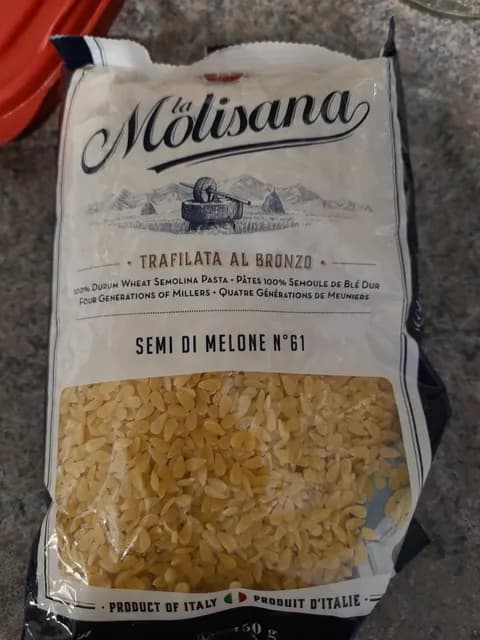 la
Molisana
• TRAFILATA AL BRONZO •
100% DURUM WHEAT SEMOLINA PASTA • PÂTES 100% SEMOULE DE BLÉ DUR
FOUR GENERATIONS OF MILLERS • QUATRE GÉNÉRATIONS DE MEUNIERS
SEMI DI MELONE N°61
• PRODUCT OF ITALY PRODUIT D'ITALIE •